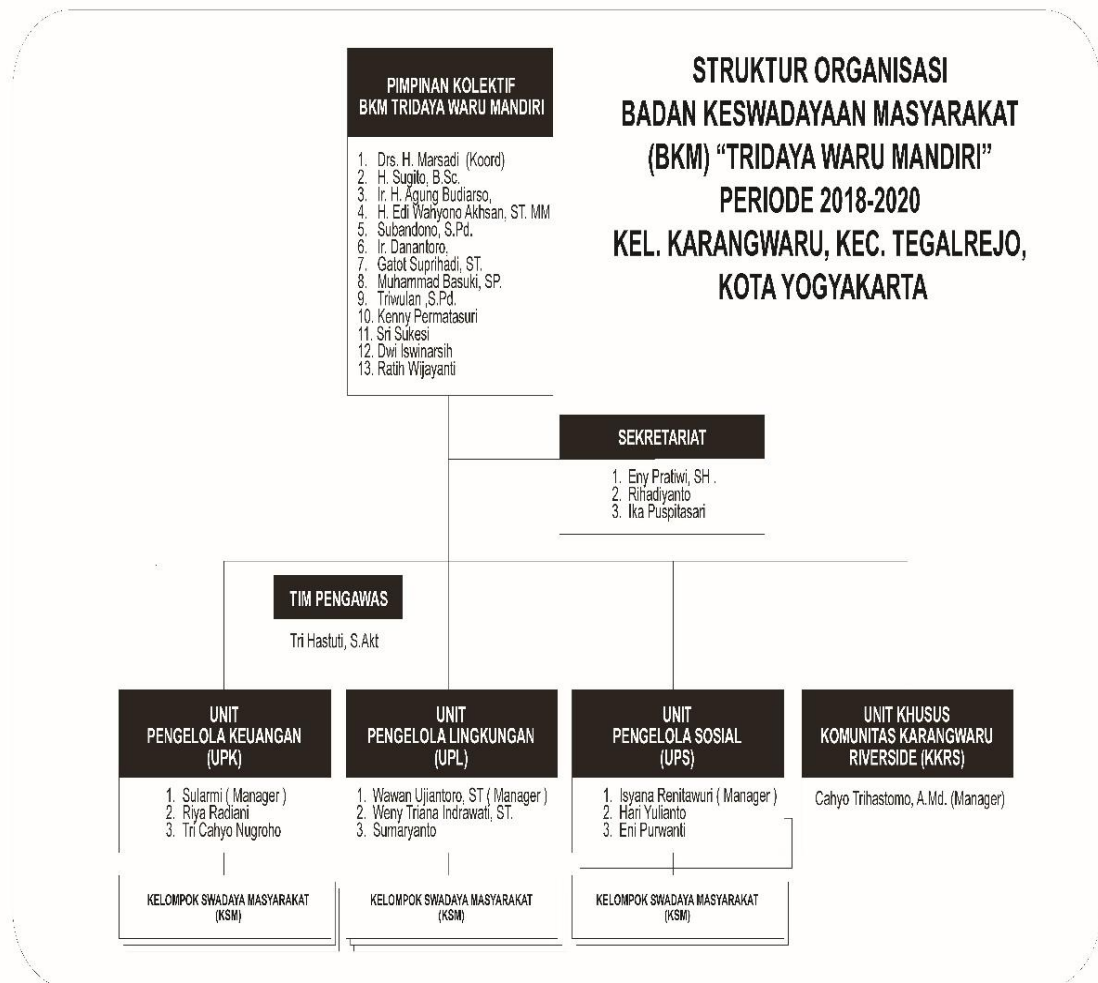 PIMPINAN KOLEKTIF
BKM TRIDAYA WARU MANDIRI
1. Drs. H. Marsadi (Koord)
2. H. Sugito, B.Sc.
3. Ir. H. Agung Budiarso,
4. H. Edi Wahyono Akhsan, ST. MM
5. Subandono, S.Pd.
6. Ir. Danantoro,
7. Gatot Suprihadi, ST.
8. Muhammad Basuki, SP.
9. Triwulan ,S.Pd.
10. Kenny Permatasuri
11. Sri Sukesi
12. Dwi Iswinarsih
13. Ratih Wijayanti
STRUKTUR ORGANISASI
BADAN KESWADAYAAN MASYARAKAT
(BKM) “TRIDAYA WARU MANDIRI”
PERIODE 2018-2020
KEL. KARANGWARU, KEC. TEGALREJO,
KOTA YOGYAKARTA
SEKRETARIAT
1. Eny Pratiwi, SH .
2. Rihadiyanto
3. Ika Puspitasari
TIM PENGAWAS
Tri Hastuti, S.Akt
UNIT
PENGELOLA KEUANGAN
(UPK)
1. Sularmi ( Manager )
2. Riya Radiani
3. Tri Cahyo Nugroho
KELOMPOK SWADAYA MASYARAKAT
(KSM)
UNIT
PENGELOLA LINGKUNGAN
(UPL)
1. Wawan Ujiantoro, ST ( Manager )
2. Weny Triana Indrawati, ST.
3. Sumaryanto
KELOMPOK SWADAYA MASYARAKAT
(KSM)
UNIT
PENGELOLA SOSIAL
(UPS)
1. Isyana Renitawuri ( Manager )
2. Hari Yulianto
3. Eni Purwanti
KELOMPOK SWADAYA MASYARAKAT
(KSM)
UNIT KHUSUS
KOMUNITAS KARANGWARU
RIVERSIDE (KKRS)
Cahyo Trihastomo, A.Md. (Manager)